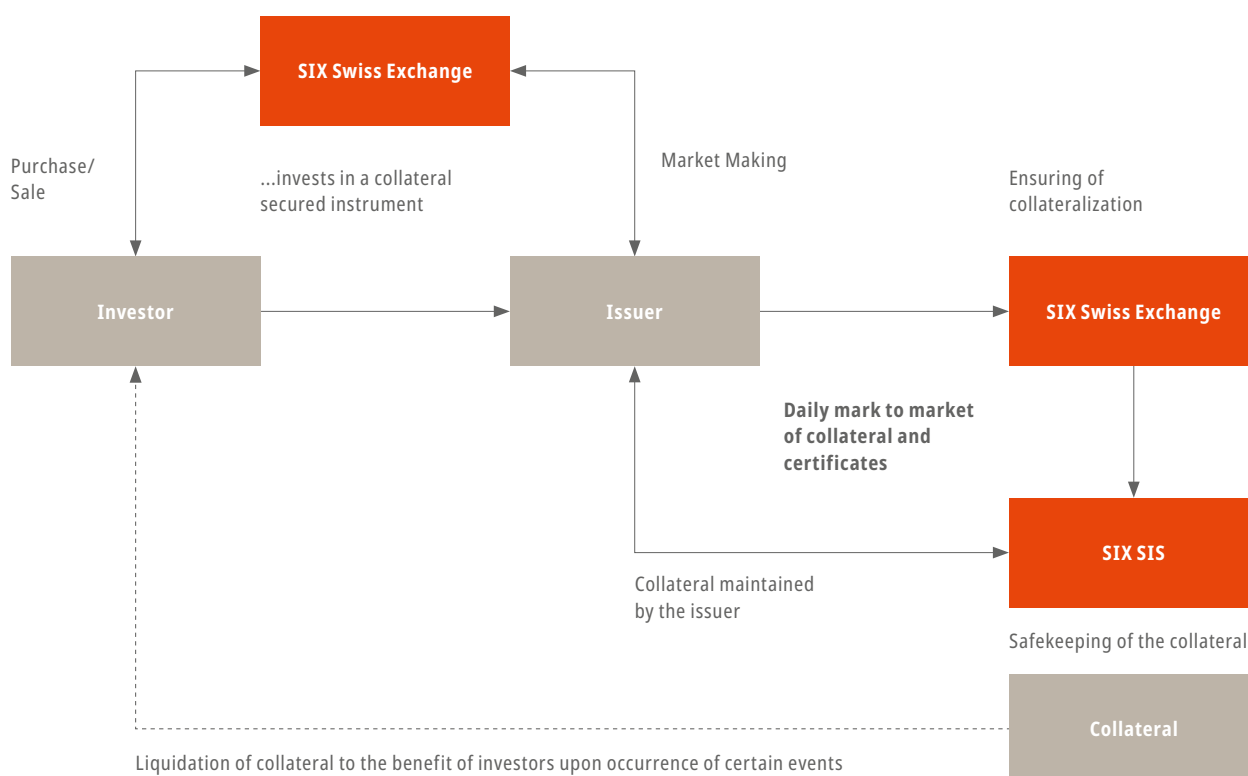 SIX Swiss Exchange
Purchase/
Sale
...invests in a collateral
secured instrument
Market Making
Ensuring of
collateralization
Investor
Issuer
SIX Swiss Exchange
Daily mark to market
of collateral and
certificates
SIX SIS
Collateral maintained
by the issuer
Safekeeping of the collateral
Collateral
Liquidation of collateral to the benefit of investors upon occurrence of certain events